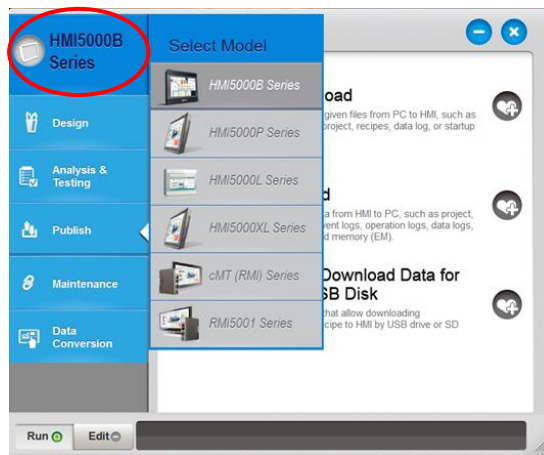 HMI5000B
Series
Design
Analysis &
Testing
Publish
Maintenance
Data
Conversion
Select Model
HMI5000B Series
HMI5000P Series
HMI5000L Series
HMI5000XL Series
cMT (RMI) Series
RMI5001 Series
oad
given files from PC to HMI, such as
project, recipes, data log, or startup
d
a from HMI to PC, such as project,
vent logs, operation logs, data logs,
d memory (EM).
Download Data for
SB Disk
that allow downloading
cipe to HMI by USB drive or SD
Run
Edit